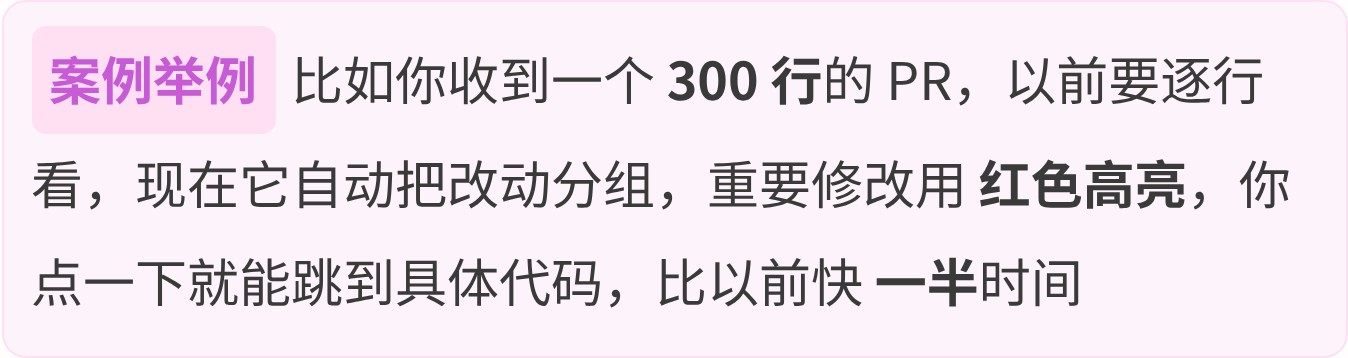 案例举例 比如你收到一个 300 行的 PR，以前要逐行
看，现在它自动把改动分组，重要修改用 红色高亮，你
点一下就能跳到具体代码，比以前快 一半时间